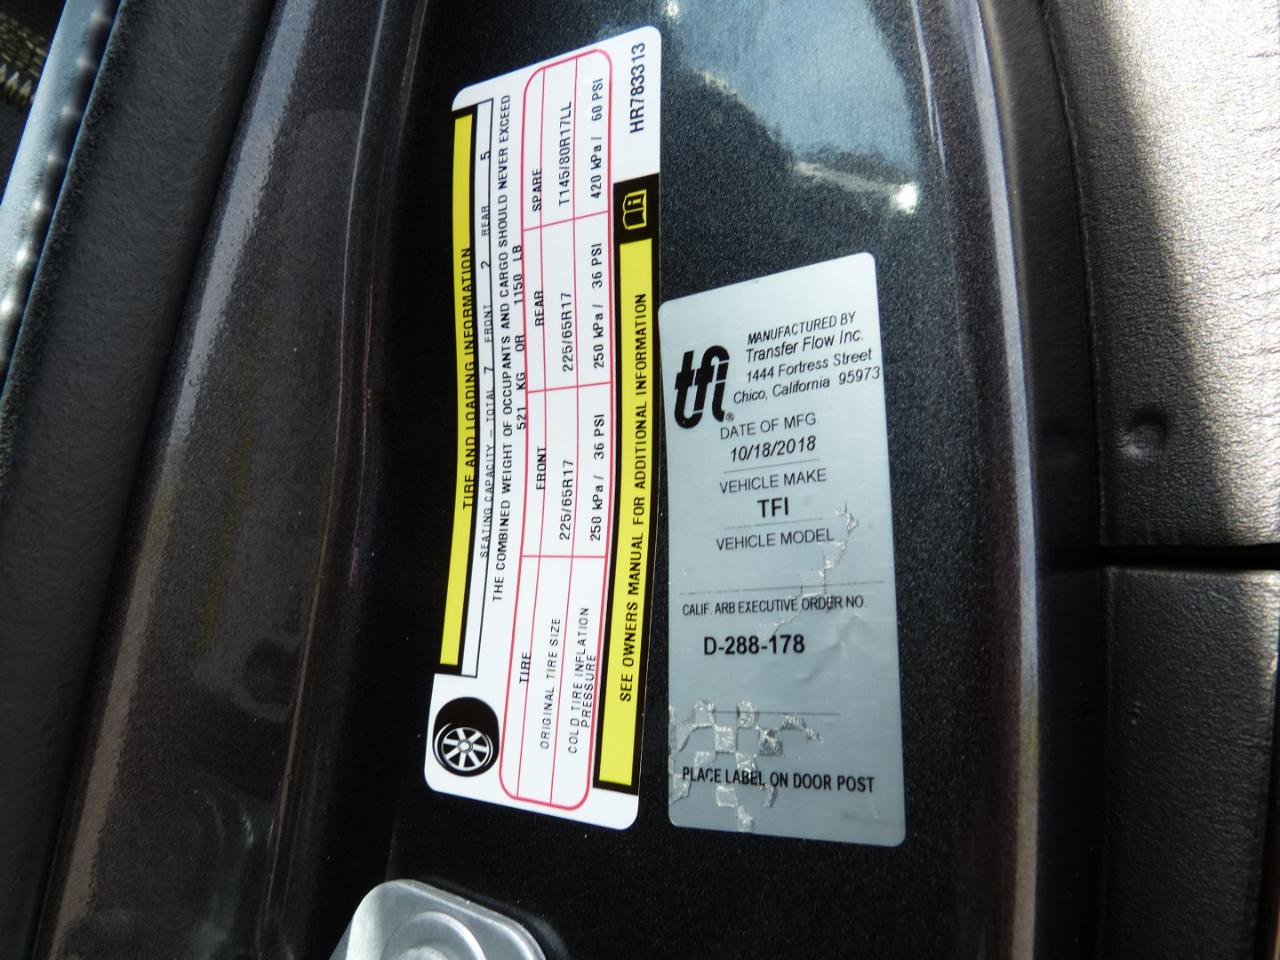 TIRE AND LOADING INFORMATION
SEATING CAPACITY – TOTAL 7 FRONT 2 REAR 5
THE COMBINED WEIGHT OF OCCUPANTS AND CARGO SHOULD NEVER EXCEED
521 KG OR 1150 LB
TIRE FRONT REAR SPARE
ORIGINAL TIRE SIZE 225/65R17 225/65R17 T145/80R17LL
COLD TIRE INFLATION
PRESSURE 250 kPa / 36 PSI 250 kPa / 36 PSI 420 kPa / 60 PSI
SEE OWNERS MANUAL FOR ADDITIONAL INFORMATION
HR783313
tfi®
MANUFACTURED BY
Transfer Flow Inc.
1444 Fortress Street
Chico, California 95973
DATE OF MFG
10/18/2018
VEHICLE MAKE
TFI
VEHICLE MODEL
CALIF. ARB EXECUTIVE ORDER NO.
D-288-178
PLACE LABEL ON DOOR POST